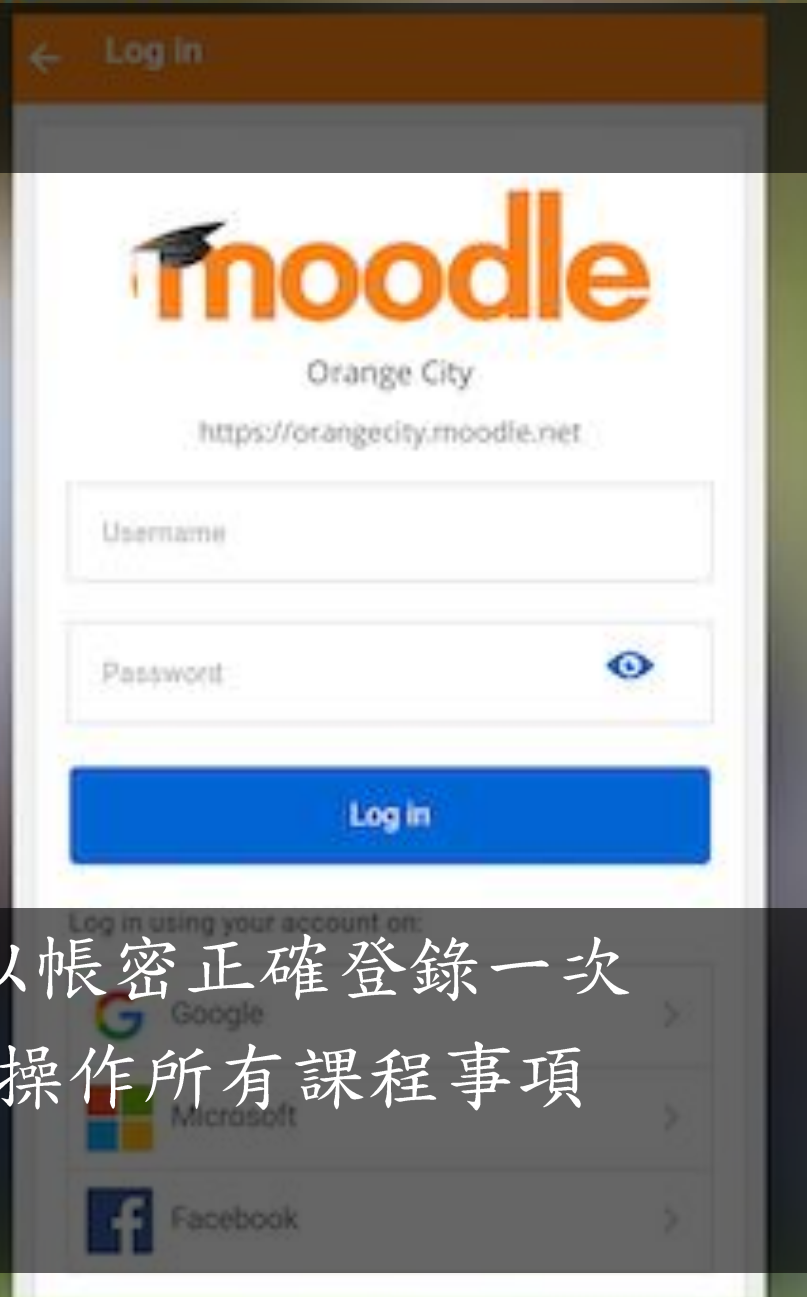 Log in
moodle
Orange City
https://orangecity.moodle.net
Username
Password
Log in
Log in using your account on:
以帳密正確登錄一次
Google
操作所有課程事項
Microsoft
Facebook